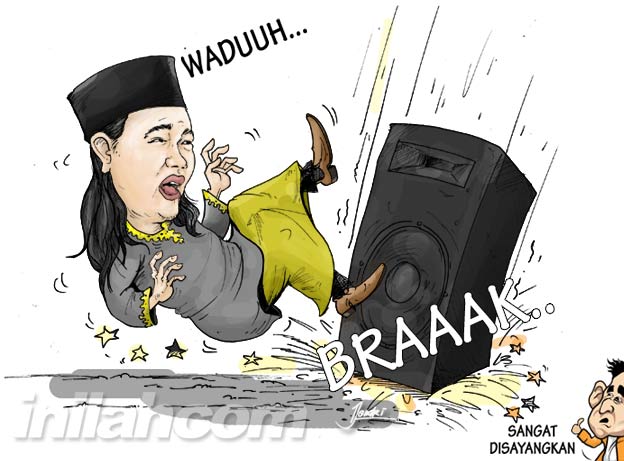 WADUUH...
BRAAAK..
SANGAT
DISAYANGKAN
inilahcom